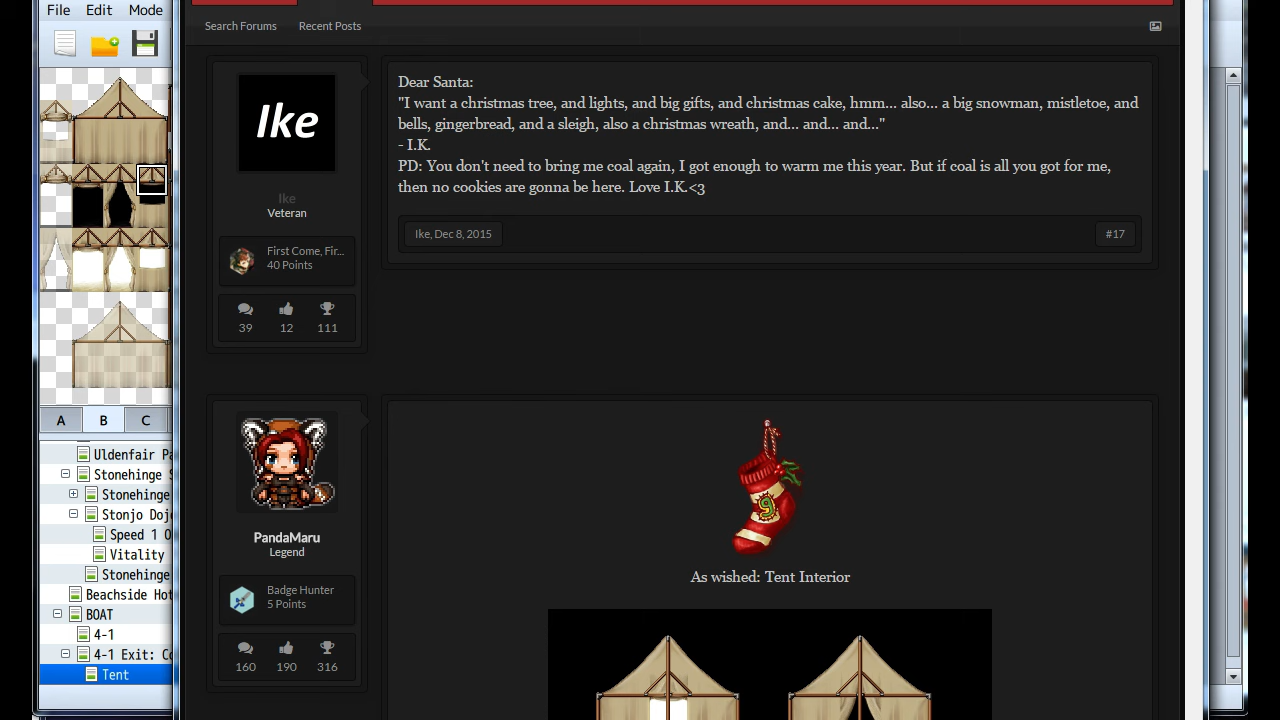 File Edit Mode
Search Forums Recent Posts
Ike
Ike
Veteran
First Come, Fir...
40 Points
39 12 111
Dear Santa:
"I want a christmas tree, and lights, and big gifts, and christmas cake, hmm... also... a big snowman, mistletoe, and
bells, gingerbread, and a sleigh, also a christmas wreath, and... and... and..."
- I.K.
PD: You don't need to bring me coal again, I got enough to warm me this year. But if coal is all you got for me,
then no cookies are gonna be here. Love I.K.<3
Ike, Dec 8, 2015 #17
A B C
Uldenfair Pa
Stonehinge S
Stonehinge
Stonjo Doj
Speed 1 O
Vitality
Stonehinge
Beachside Hot
BOAT
4-1
4-1 Exit: Co
Tent
PandaMaru
Legend
Badge Hunter
5 Points
160 190 316
9
As wished: Tent Interior